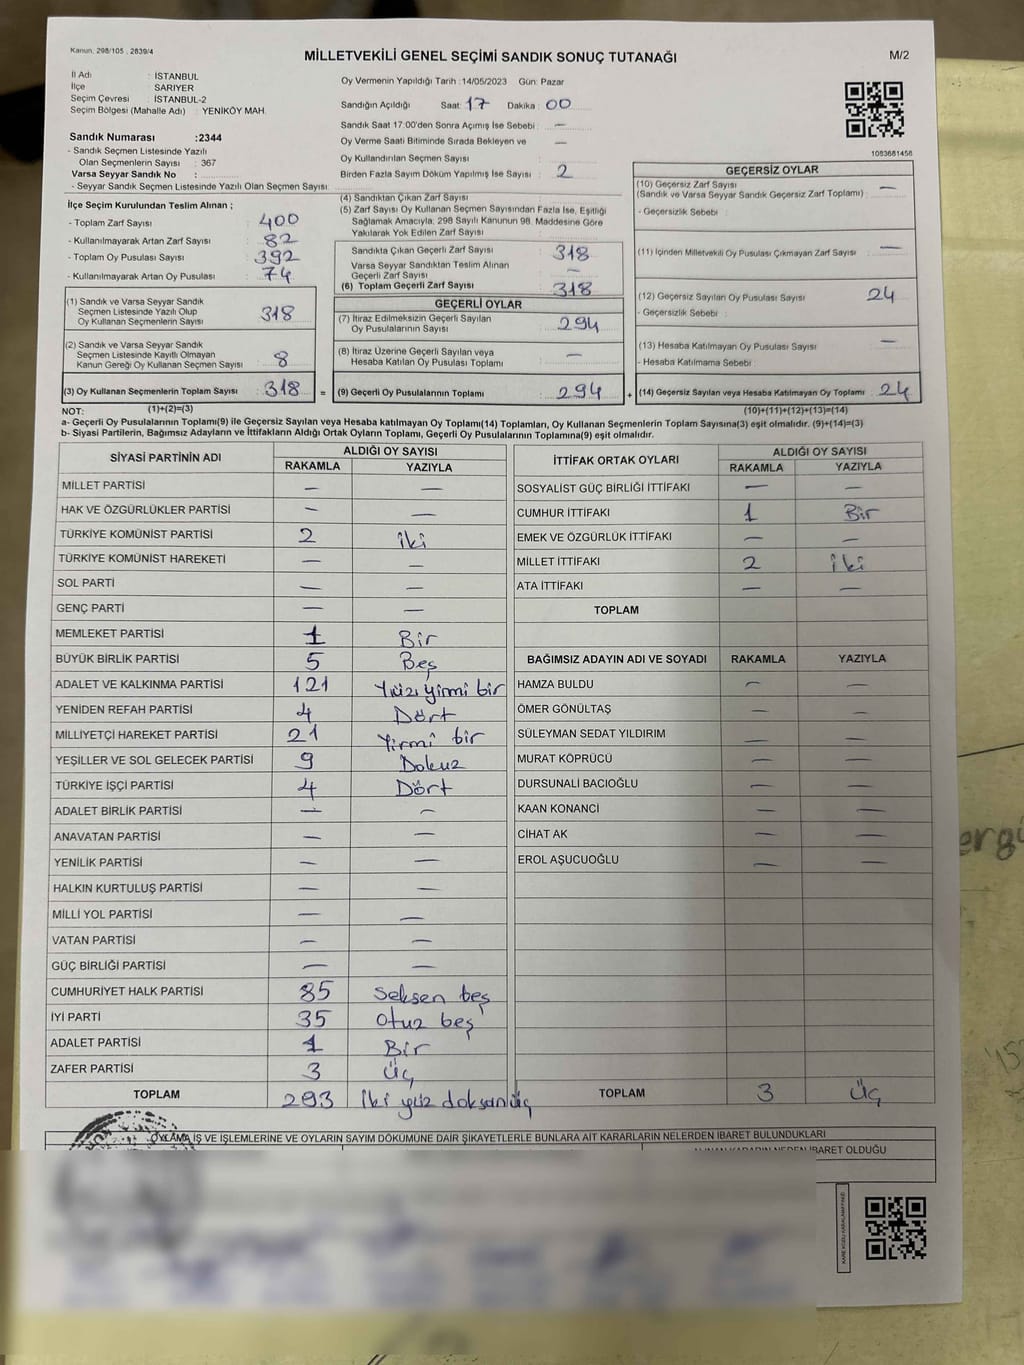 Kanun. 298/105 , 2839/4
MİLLETVEKİLİ GENEL SEÇİMİ SANDIK SONUÇ TUTANAĞI
M/2
İl Adı : İSTANBUL
İlçe : SARIYER
Seçim Çevresi : İSTANBUL-2
Seçim Bölgesi (Mahalle Adı) : YENİKÖY MAH.
Oy Vermenin Yapıldığı Tarih :14/05/2023 Gün: Pazar
Sandığın Açıldığı Saat: 17 Dakika : 00
Sandık Saat 17:00'den Sonra Açımış İse Sebebi : —
Oy Verme Saati Bitiminde Sırada Bekleyen ve
Oy Kullandırılan Seçmen Sayısı : —
Birden Fazla Sayım Döküm Yapılmış İse Sayısı : 2
Sandık Numarası :2344
- Sandık Seçmen Listesinde Yazılı
Olan Seçmenlerin Sayısı : 367
Varsa Seyyar Sandık No :
- Seyyar Sandık Seçmen Listesinde Yazılı Olan Seçmen Sayısı:
İlçe Seçim Kurulundan Teslim Alınan ;
- Toplam Zarf Sayısı : 400
- Kullanılmayarak Artan Zarf Sayısı : 82
- Toplam Oy Pusulası Sayısı : 392
- Kullanılmayarak Artan Oy Pusulası : 74
(1) Sandık ve Varsa Seyyar Sandık
Seçmen Listesinde Yazılı Olup
Oy Kullanan Seçmenlerin Sayısı : 318
(2) Sandık ve Varsa Seyyar Sandık
Seçmen Listesinde Kayıtlı Olmayan
Kanun Gereği Oy Kullanan Seçmen Sayısı : 8
(3) Oy Kullanan Seçmenlerin Toplam Sayısı : 318 =
(1)+(2)=(3)
(4) Sandıktan Çıkan Zarf Sayısı
(5) Zarf Sayısı Oy Kullanan Seçmen Sayısından Fazla İse, Eşitliği
Sağlamak Amacıyla, 298 Sayılı Kanunun 98. Maddesine Göre
Yakılarak Yok Edilen Zarf Sayısı :
Sandıkta Çıkan Geçerli Zarf Sayısı : 318
Varsa Seyyar Sandıktan Teslim Alınan
Geçerli Zarf Sayısı : —
(6) Toplam Geçerli Zarf Sayısı : 318
GEÇERLİ OYLAR
(7) İtiraz Edilmeksizin Geçerli Sayılan
Oy Pusulalarının Sayısı : 294
(8) İtiraz Üzerine Geçerli Sayılan veya
Hesaba Katılan Oy Pusulası Toplamı : —
(9) Geçerli Oy Pusulalarının Toplamı : 294 +
1083681458
GEÇERSİZ OYLAR
(10) Geçersiz Zarf Sayısı
(Sandık ve Varsa Seyyar Sandık Geçersiz Zarf Toplamı) : —
- Geçersizlik Sebebi :
(11) İçinden Milletvekili Oy Pusulası Çıkmayan Zarf Sayısı : —
(12) Geçersiz Sayılan Oy Pusulası Sayısı : 24
- Geçersizlik Sebebi :
(13) Hesaba Katılmayan Oy Pusulası Sayısı : —
- Hesaba Katılmama Sebebi :
(14) Geçersiz Sayılan veya Hesaba Katılmayan Oy Toplamı : 24
(10)+(11)+(12)+(13)=(14)
NOT:
a- Geçerli Oy Pusulalarının Toplamı(9) ile Geçersiz Sayılan veya Hesaba katılmayan Oy Toplamı(14) Toplamları, Oy Kullanan Seçmenlerin Toplam Sayısına(3) eşit olmalıdır. (9)+(14)=(3)
b- Siyasi Partilerin, Bağımsız Adayların ve İttifakların Aldığı Ortak Oyların Toplamı, Geçerli Oy Pusulalarının Toplamına(9) eşit olmalıdır.
SİYASİ PARTİNİN ADI ALDIĞI OY SAYISI
RAKAMLA YAZIYLA
MİLLET PARTİSİ — —
HAK VE ÖZGÜRLÜKLER PARTİSİ — —
TÜRKİYE KOMÜNİST PARTİSİ 2 iki
TÜRKİYE KOMÜNİST HAREKETİ — —
SOL PARTİ — —
GENÇ PARTİ — —
MEMLEKET PARTİSİ 1 Bir
BÜYÜK BİRLİK PARTİSİ 5 Beş
ADALET VE KALKINMA PARTİSİ 121 Yüzyirmi bir
YENİDEN REFAH PARTİSİ 4 Dört
MİLLİYETÇİ HAREKET PARTİSİ 21 Yirmi bir
YEŞİLLER VE SOL GELECEK PARTİSİ 9 Dokuz
TÜRKİYE İŞÇİ PARTİSİ 4 Dört
ADALET BİRLİK PARTİSİ — —
ANAVATAN PARTİSİ — —
YENİLİK PARTİSİ — —
HALKIN KURTULUŞ PARTİSİ — —
MİLLİ YOL PARTİSİ — —
VATAN PARTİSİ — —
GÜÇ BİRLİĞİ PARTİSİ — —
CUMHURİYET HALK PARTİSİ 85 Seksen beş
İYİ PARTİ 35 Otuz beş
ADALET PARTİSİ 1 Bir
ZAFER PARTİSİ 3 Üç
TOPLAM 293 İki yüz doksan üç
İTTİFAK ORTAK OYLARI ALDIĞI OY SAYISI
RAKAMLA YAZIYLA
SOSYALİST GÜÇ BİRLİĞİ İTTİFAKI — —
CUMHUR İTTİFAKI 1 Bir
EMEK VE ÖZGÜRLÜK İTTİFAKI — —
MİLLET İTTİFAKI 2 iki
ATA İTTİFAKI — —
TOPLAM
BAĞIMSIZ ADAYIN ADI VE SOYADI RAKAMLA YAZIYLA
HAMZA BULDU — —
ÖMER GÖNÜLTAŞ — —
SÜLEYMAN SEDAT YILDIRIM — —
MURAT KÖPRÜCÜ — —
DURSUNALİ BACIOĞLU — —
KAAN KONANCİ — —
CİHAT AK — —
EROL AŞUCUOĞLU — —
TOPLAM 3 Üç
OYLAMA İŞ VE İŞLEMLERİNE VE OYLARIN SAYIM DÖKÜMÜNE DAİR ŞİKAYETLERLE BUNLARA AİT KARARLARIN NELERDEN İBARET BULUNDUKLARI
İBARET OLDUĞU